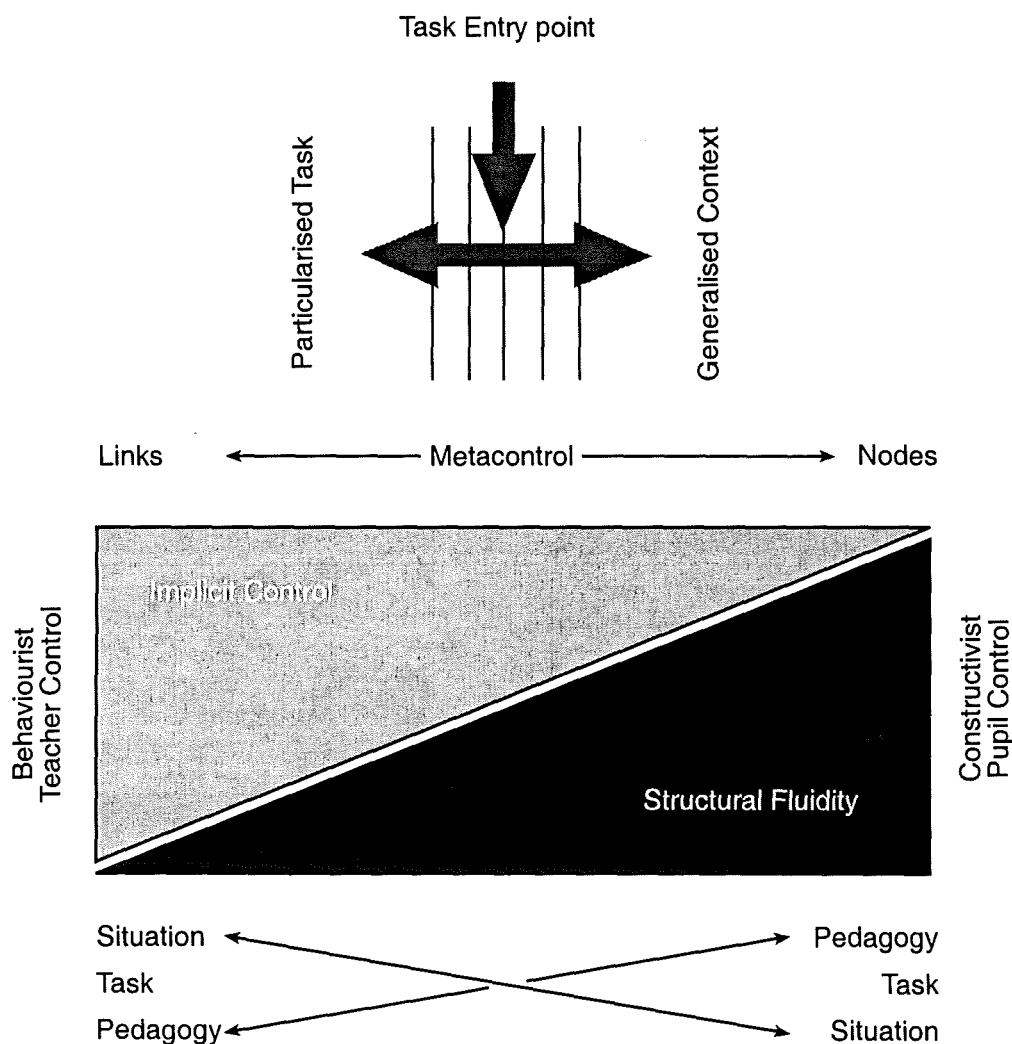 Task Entry point
Particularised Task
Generalised Context
Links
Metacontrol
Nodes
Implicit Control
Behaviourist
Teacher Control
Constructivist
Pupil Control
Structural Fluidity
Situation
Pedagogy
Task
Task
Pedagogy
Situation